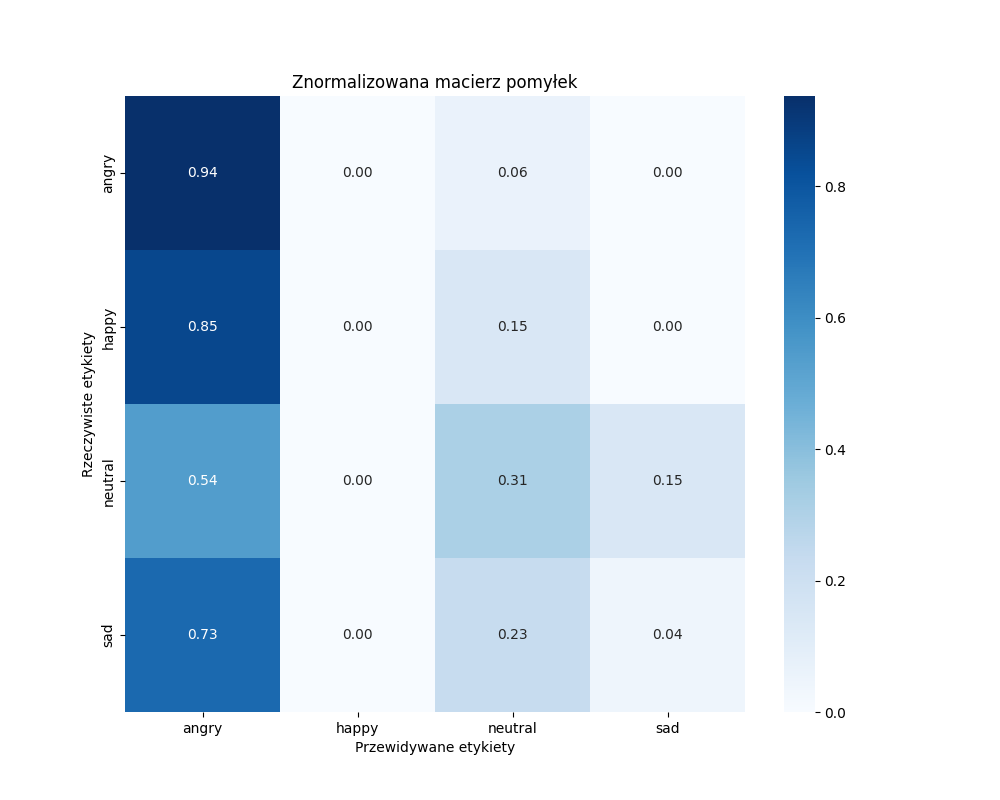 Znormalizowana macierz pomyłek
Rzeczywiste etykiety
angry 0.94 0.00 0.06 0.00
happy 0.85 0.00 0.15 0.00
neutral 0.54 0.00 0.31 0.15
sad 0.73 0.00 0.23 0.04
angry happy neutral sad
Przewidywane etykiety
0.8
0.6
0.4
0.2
0.0